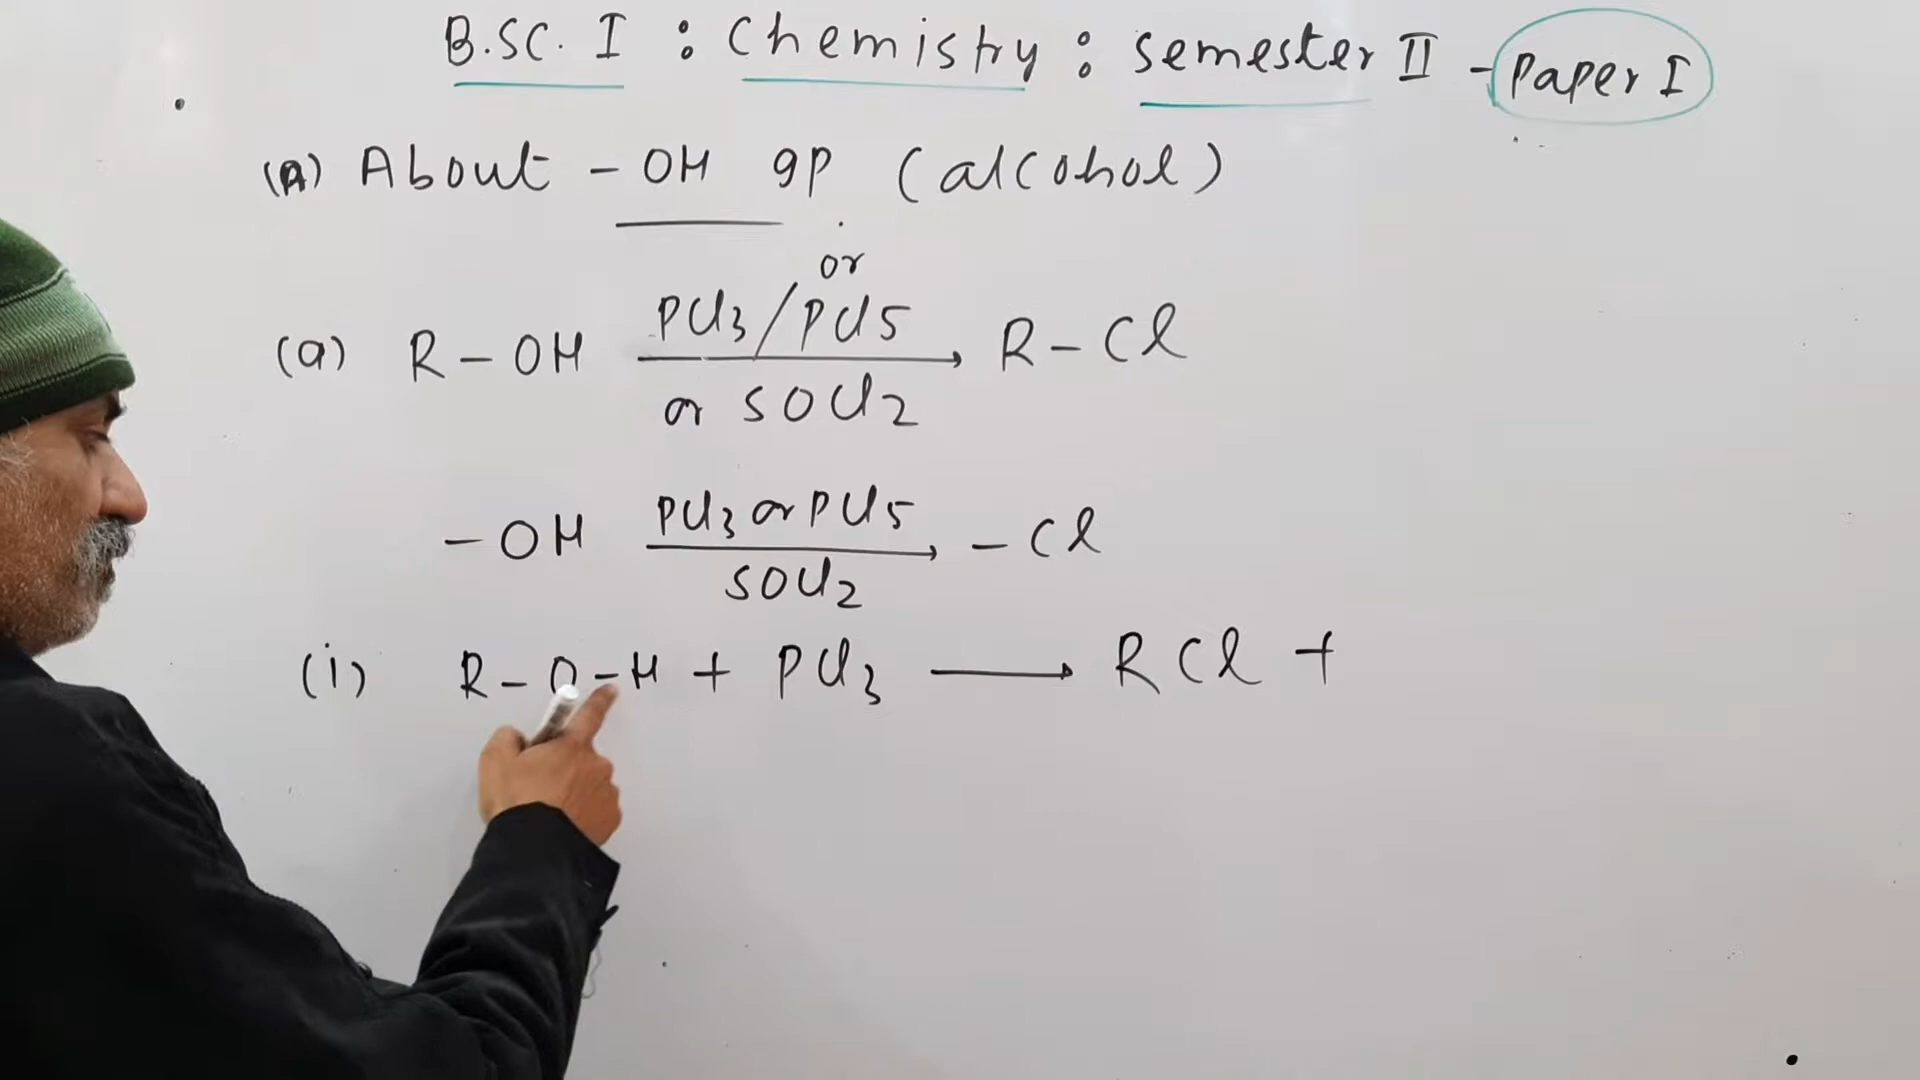 B.SC. I : Chemistry : Semester II - Paper I
(A) About - OH gp (alcohol)
or
(a) R - OH PCl3 / PCl5 R - Cl
or SOCl2
- OH PCl3 or PCl5 - Cl
SOCl2
(i) R - O - H + PCl3 ⟶ RCl +